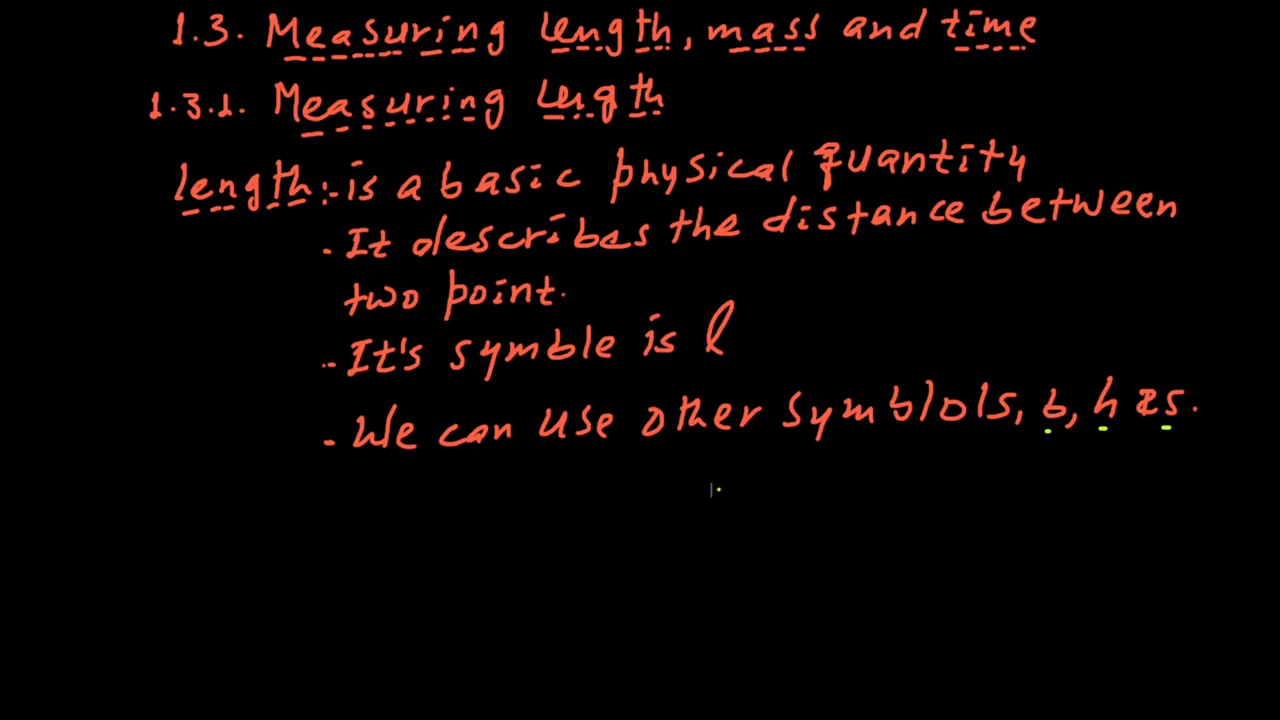 1.3. Measuring length, mass and time
1.3.1. Measuring length
length:- is a basic physical quantity
. It describes the distance between
two point.
.- It's symble is l
- We can use other symblols, b, h &s.